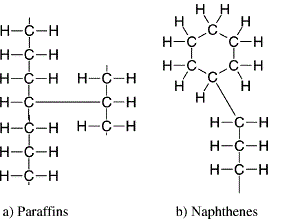 H—C—H
H—C—H
H—C—H H—C—H
H—C C—H
H—C—H H—C—H
H—C—H
H—C—H
a) Paraffins
H H
H C H
H C C H
H C C H
H C H
H
H—C—H
H—C—H
H—C—H
b) Naphthenes